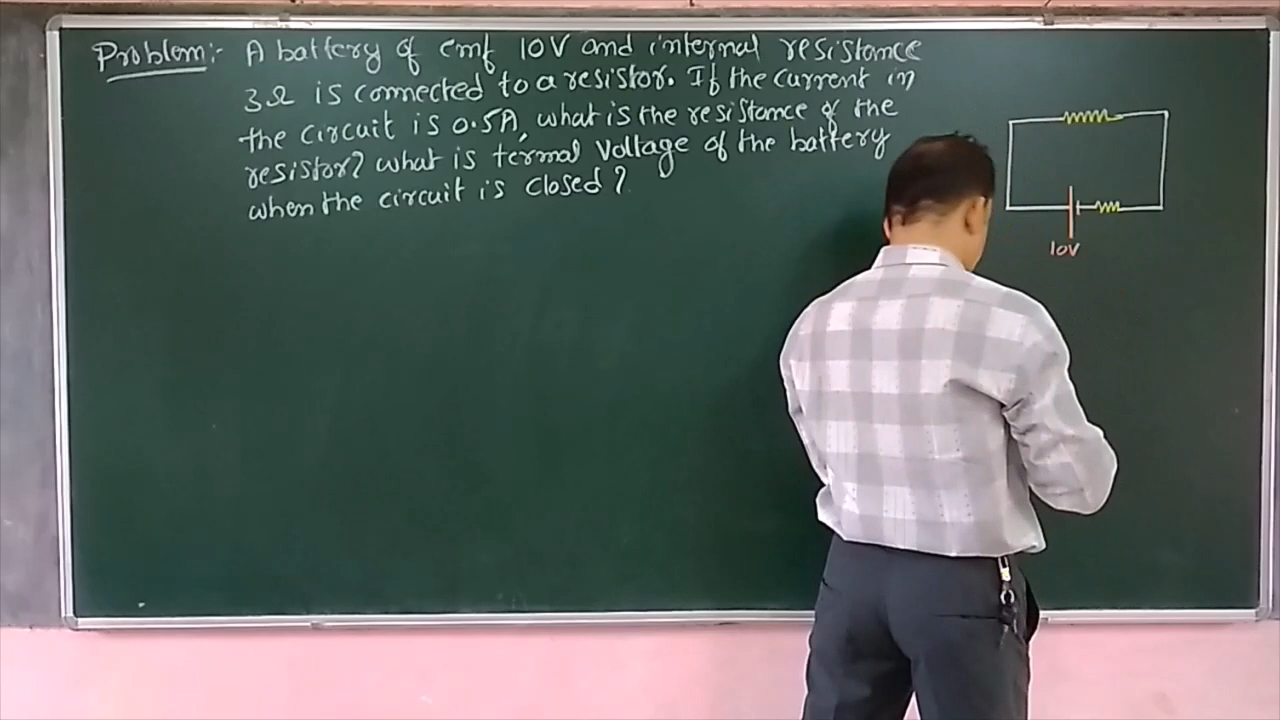 Problem:- A battery of emf 10V and internal resistance
3Ω is connected to a resistor. If the current in
the circuit is 0.5A, what is the resistance of the
resistor? what is termal Voltage of the battery
when the circuit is closed?
10V